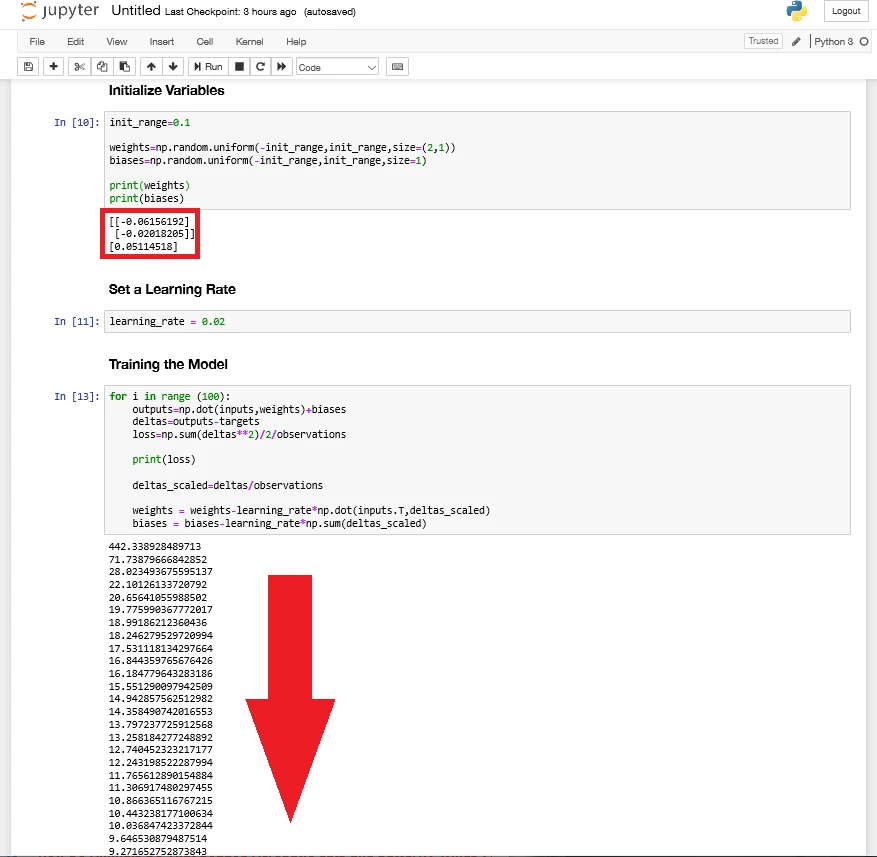 jupyter Untitled Last Checkpoint: 3 hours ago (autosaved) Logout
File Edit View Insert Cell Kernel Help Trusted Python 3
Run Code
Initialize Variables
In [10]: init_range=0.1
weights=np.random.uniform(-init_range,init_range,size=(2,1))
biases=np.random.uniform(-init_range,init_range,size=1)
print(weights)
print(biases)
[[-0.06156192]
[-0.02018205]]
[0.05114518]
Set a Learning Rate
In [11]: learning_rate = 0.02
Training the Model
In [13]: for i in range (100):
outputs=np.dot(inputs,weights)+biases
deltas=outputs-targets
loss=np.sum(deltas**2)/2/observations
print(loss)
deltas_scaled=deltas/observations
weights = weights-learning_rate*np.dot(inputs.T,deltas_scaled)
biases = biases-learning_rate*np.sum(deltas_scaled)
442.338928489713
71.73879666842852
28.023493675595137
22.10126133720792
20.65641055988502
19.775990367772017
18.99186212360436
18.246279529720994
17.531118134297664
16.844359765676426
16.184779643283186
15.551290097942509
14.942857562512982
14.358490742016553
13.797237725912568
13.258184277248892
12.740452323217177
12.243198522287994
11.765612890154884
11.306917480297455
10.866365116767215
10.443238177100634
10.036847423372844
9.646530879487514
9.271652752873843